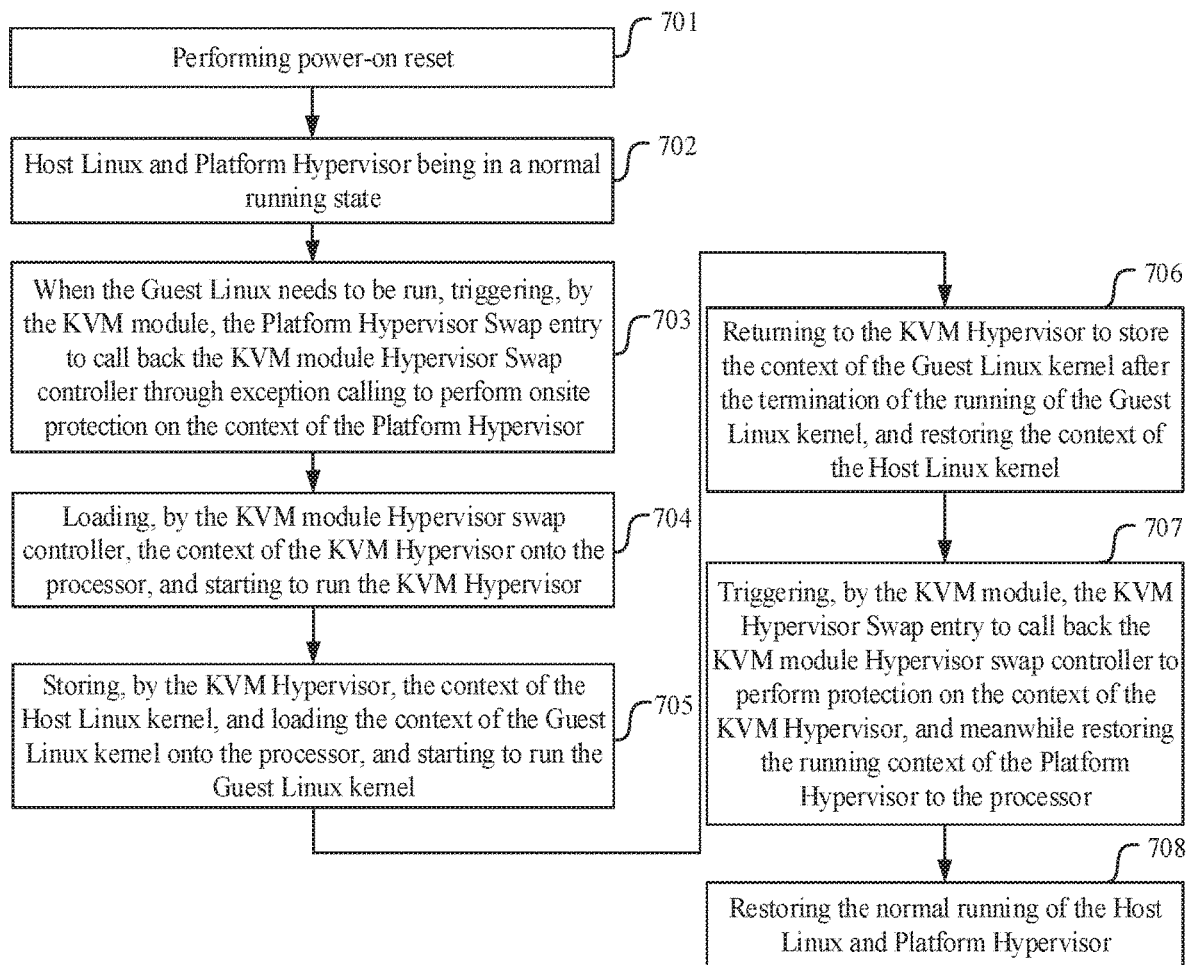 701
Performing power-on reset
702
Host Linux and Platform Hypervisor being in a normal
running state
703
When the Guest Linux needs to be run, triggering, by
the KVM module, the Platform Hypervisor Swap entry
to call back the KVM module Hypervisor Swap
controller through exception calling to perform onsite
protection on the context of the Platform Hypervisor
704
Loading, by the KVM module Hypervisor swap
controller, the context of the KVM Hypervisor onto the
processor, and starting to run the KVM Hypervisor
705
Storing, by the KVM Hypervisor, the context of the
Host Linux kernel, and loading the context of the Guest
Linux kernel onto the processor, and starting to run the
Guest Linux kernel
706
Returning to the KVM Hypervisor to store
the context of the Guest Linux kernel after
the termination of the running of the Guest
Linux kernel, and restoring the context of
the Host Linux kernel
707
Triggering, by the KVM module, the KVM
Hypervisor Swap entry to call back the
KVM module Hypervisor swap controller to
perform protection on the context of the
KVM Hypervisor, and meanwhile restoring
the running context of the Platform
Hypervisor to the processor
708
Restoring the normal running of the Host
Linux and Platform Hypervisor